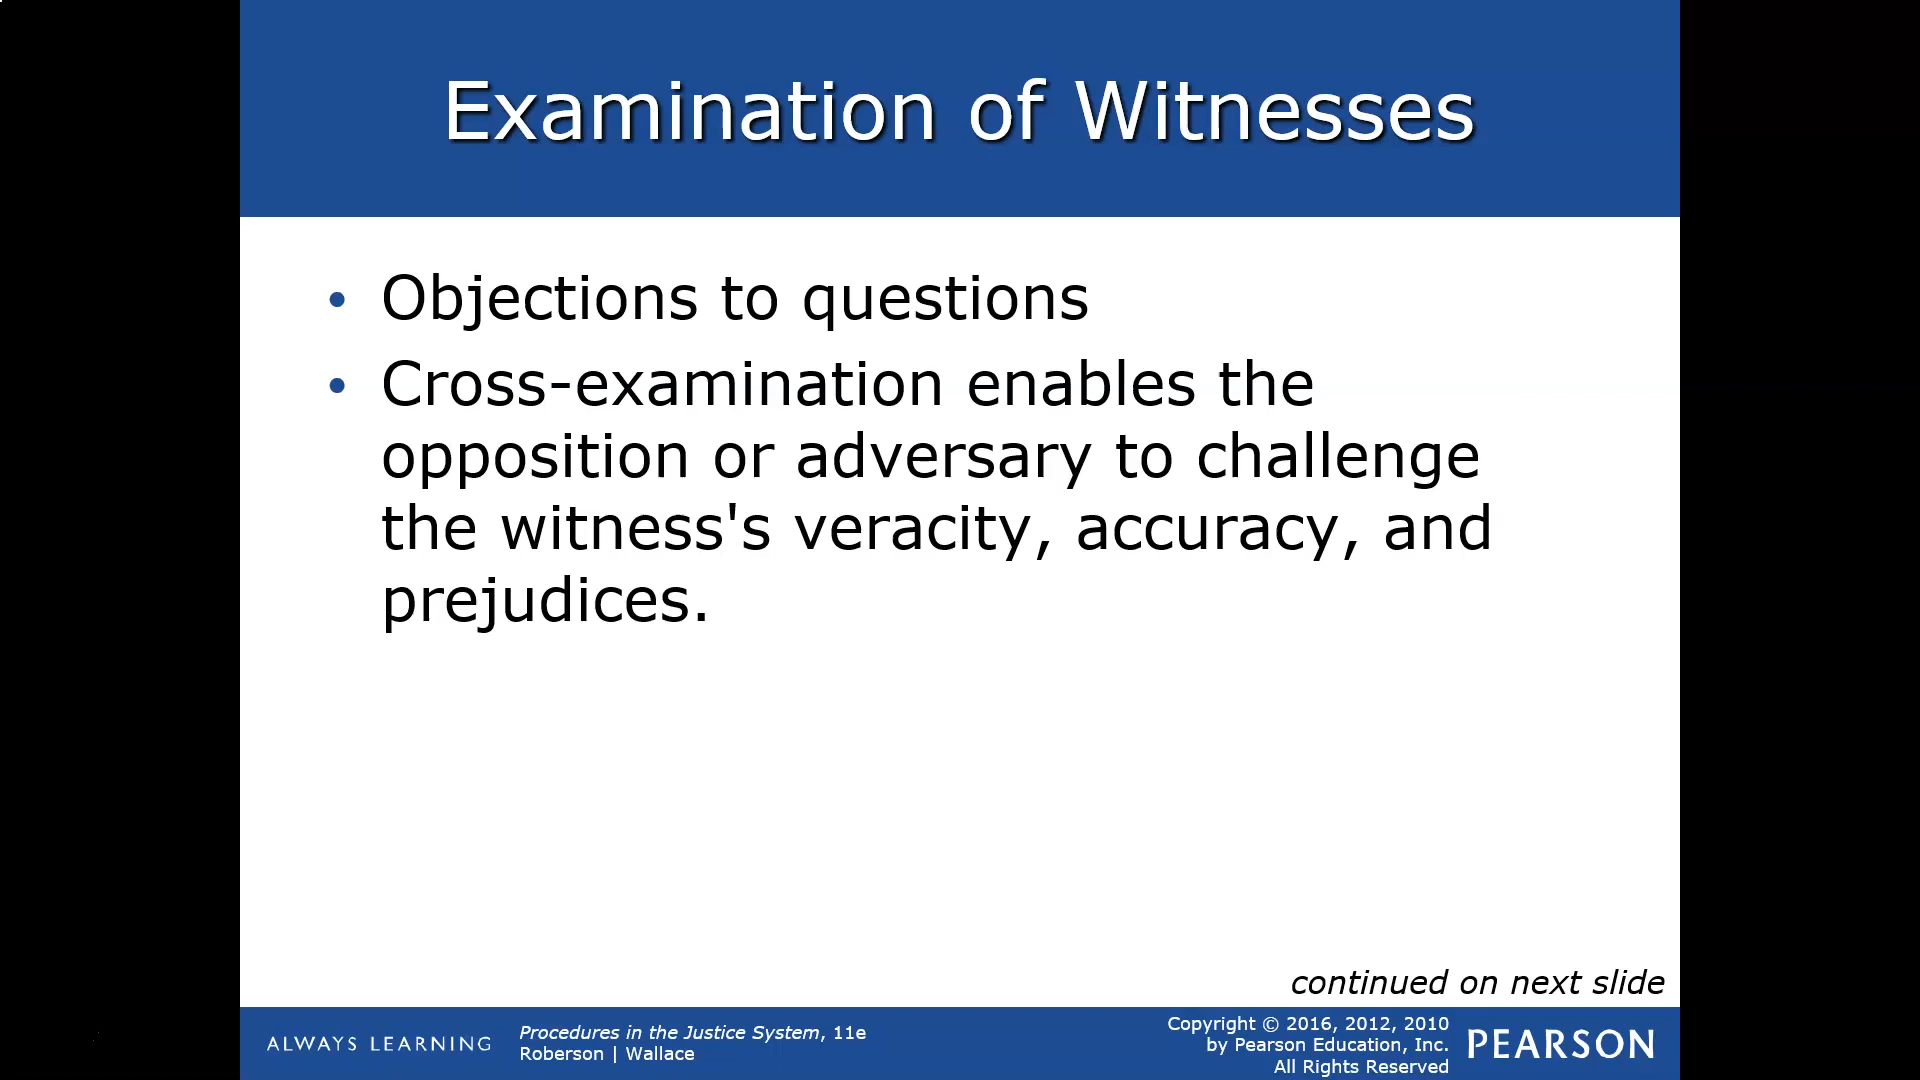 Examination of Witnesses
• Objections to questions
• Cross-examination enables the
opposition or adversary to challenge
the witness's veracity, accuracy, and
prejudices.
continued on next slide
ALWAYS LEARNING
Procedures in the Justice System, 11e
Roberson | Wallace
Copyright © 2016, 2012, 2010
by Pearson Education, Inc.
All Rights Reserved
PEARSON